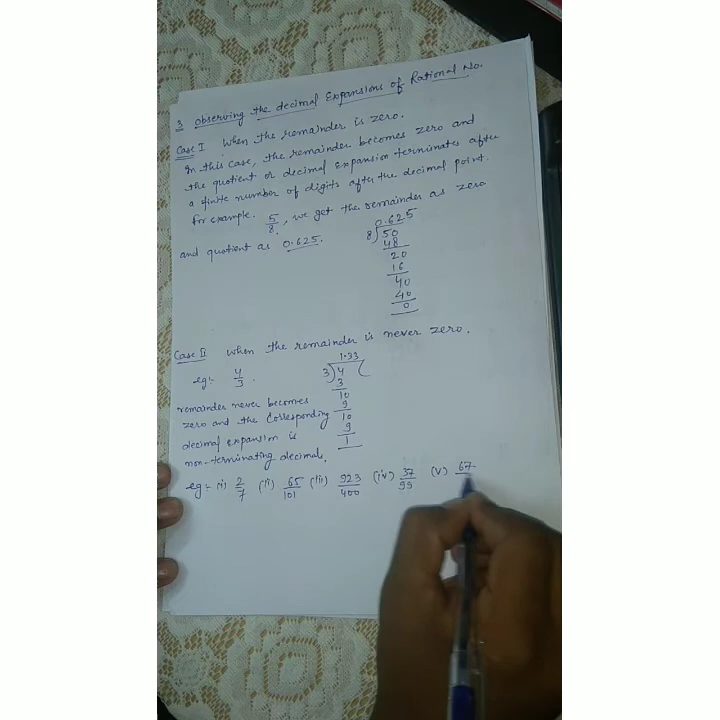 3 Observing the decimal Expansions of Rational No.
Case I When the remainder is zero.
In this case, the remainder becomes zero and
the quotient or decimal expansion terminates after
a finite number of digits after the decimal point.
For example. 5/8, we get the remainder as zero
and quotient as 0.625.
0.625
8)50
48
20
16
40
40
0
Case II When the remainder is never zero.
eg:- 4/3.
1.33
3)4(
3
10
9
10
9
1
remainder never becomes
zero and the corresponding
decimal expansion is
non-terminating decimals.
eg:- (i) 2/7 (ii) 65/101 (iii) 923/400 (iv) 37/99 (v) 67